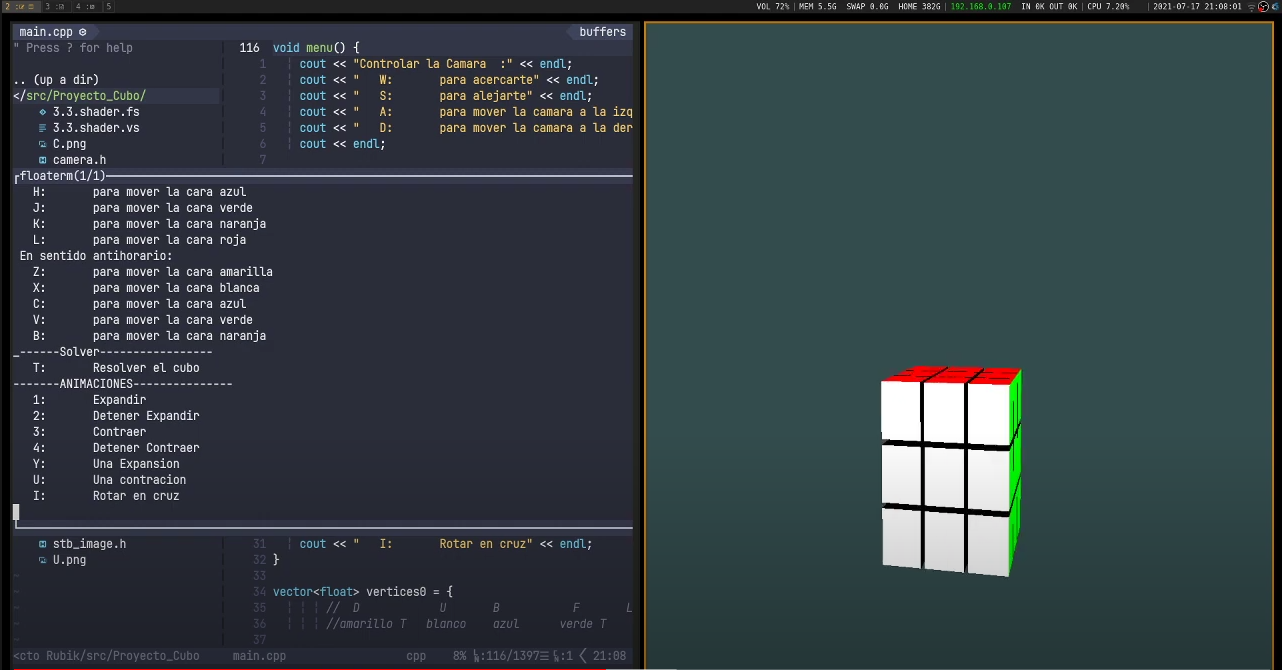 2 3 4 5 VOL 72% | MEM 5.5G SWAP 0.0G HOME 382G | 192.168.0.107 IN 0K OUT 0K | CPU 7.20% | 2021-07-17 21:08:01
main.cpp buffers
" Press ? for help
116 void menu() {
1 cout << "Controlar la Camara  :" << endl;
.. (up a dir)
2 cout << "   W:       para acercarte" << endl;
</src/Proyecto_Cubo/
3 cout << "   S:       para alejarte" << endl;
3.3.shader.fs
4 cout << "   A:       para mover la camara a la izq
3.3.shader.vs
5 cout << "   D:       para mover la camara a la der
C.png
6 cout << endl;
camera.h
7
floaterm(1/1)
H:       para mover la cara azul
J:       para mover la cara verde
K:       para mover la cara naranja
L:       para mover la cara roja
En sentido antihorario:
Z:       para mover la cara amarilla
X:       para mover la cara blanca
C:       para mover la cara azul
V:       para mover la cara verde
B:       para mover la cara naranja
_------Solver-----------------
T:       Resolver el cubo
-------ANIMACIONES---------------
1:       Expandir
2:       Detener Expandir
3:       Contraer
4:       Detener Contraer
Y:       Una Expansion
U:       Una contracion
I:       Rotar en cruz
stb_image.h
31 cout << "   I:       Rotar en cruz" << endl;
U.png
32 }
33
34 vector<float> vertices0 = {
35 //  D           U       B           F       L
36 //amarillo T   blanco    azul      verde T
37
<cto Rubik/src/Proyecto_Cubo main.cpp cpp 8% :116/1397 :1 21:08